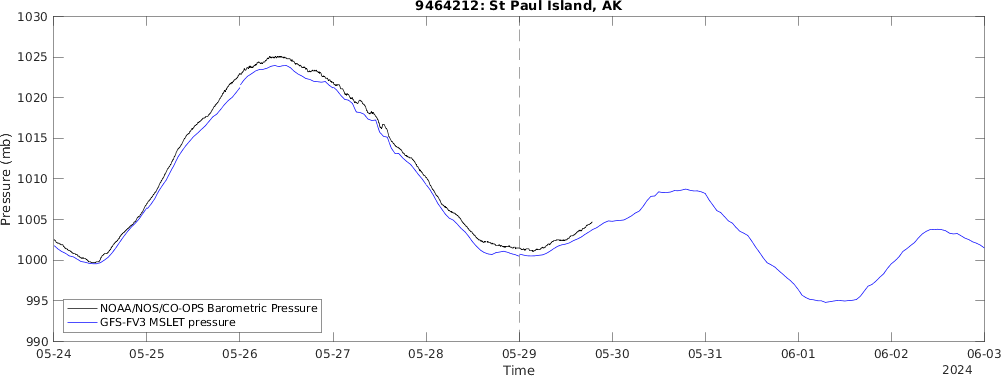 9464212: St Paul Island, AK
Pressure (mb)
1030
1025
1020
1015
1010
1005
1000
995
990
NOAA/NOS/CO-OPS Barometric Pressure
GFS-FV3 MSLET pressure
05-24 05-25 05-26 05-27 05-28 05-29 05-30 05-31 06-01 06-02 06-03
Time
2024